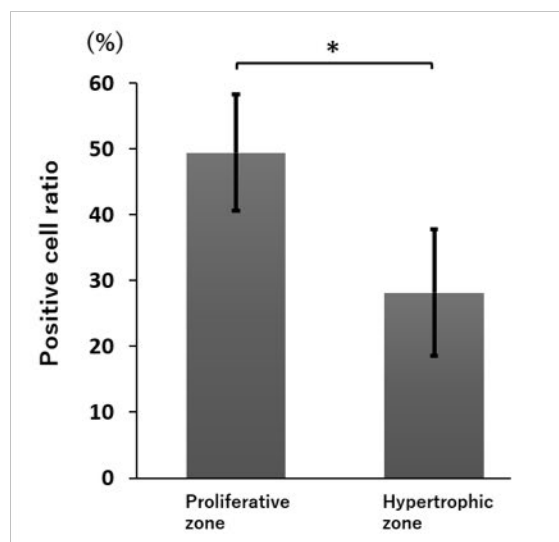 (%)
*
60
50
40
30
20
10
0
Positive cell ratio
Proliferative
zone
Hypertrophic
zone